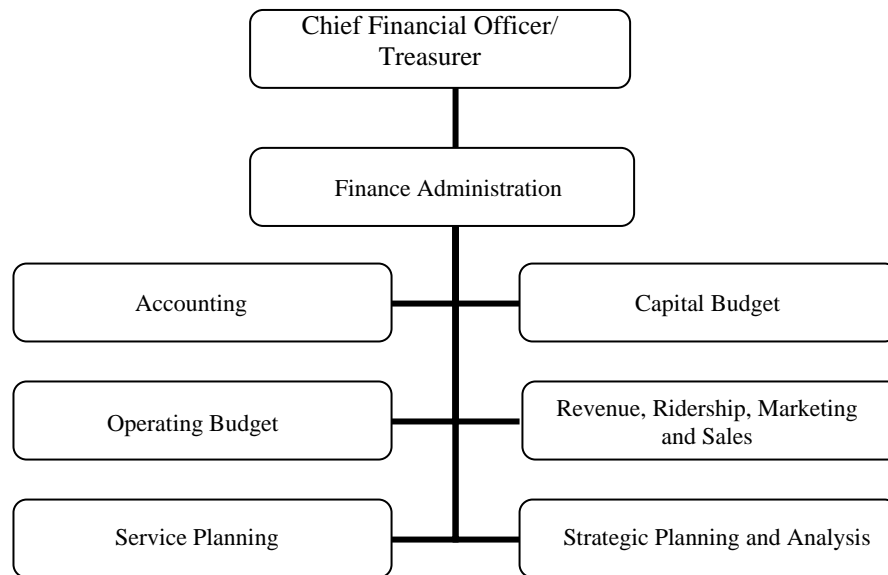 Chief Financial Officer/
Treasurer
Finance Administration
Accounting
Capital Budget
Operating Budget
Revenue, Ridership, Marketing
and Sales
Service Planning
Strategic Planning and Analysis